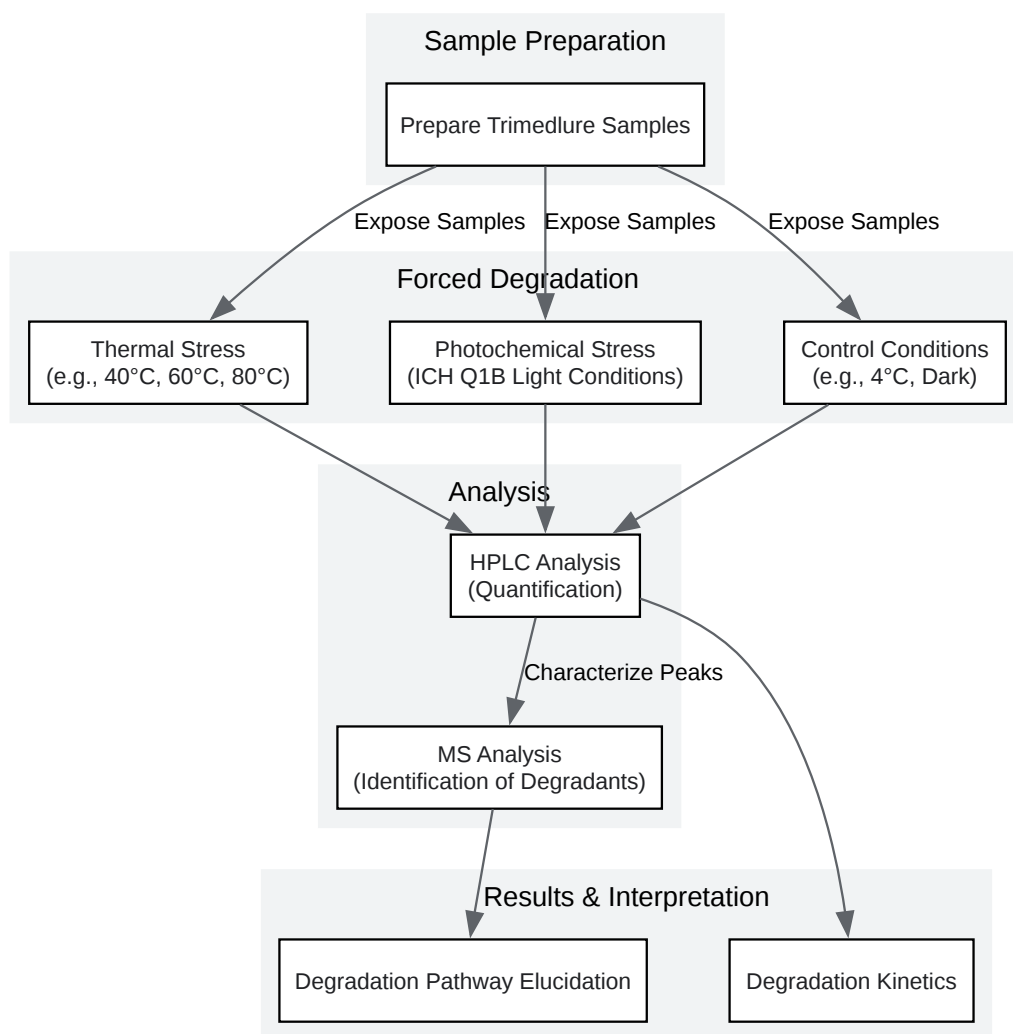 Sample Preparation
Prepare Trimedlure Samples
Expose Samples
Expose Samples
Expose Samples
Forced Degradation
Thermal Stress
(e.g., 40°C, 60°C, 80°C)
Photochemical Stress
(ICH Q1B Light Conditions)
Control Conditions
(e.g., 4°C, Dark)
Analysis
HPLC Analysis
(Quantification)
Characterize Peaks
MS Analysis
(Identification of Degradants)
Results & Interpretation
Degradation Pathway Elucidation
Degradation Kinetics